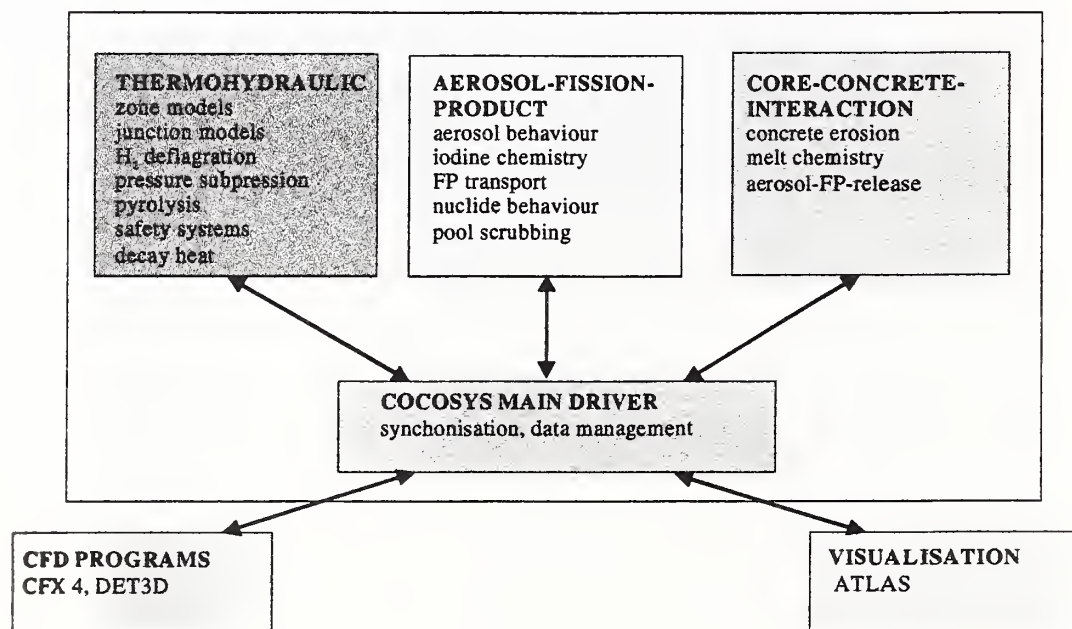 THERMOHYDRAULIC
zone models
junction models
H₂ deflagration
pressure subpression
pyrolysis
safety systems
decay heat
AEROSOL-FISSION-
PRODUCT
aerosol behaviour
iodine chemistry
FP transport
nuclide behaviour
pool scrubbing
CORE-CONCRETE-
INTERACTION
concrete erosion
melt chemistry
aerosol-FP-release
COCOSYS MAIN DRIVER
synchonisation, data management
CFD PROGRAMS
CFX 4, DET3D
VISUALISATION
ATLAS